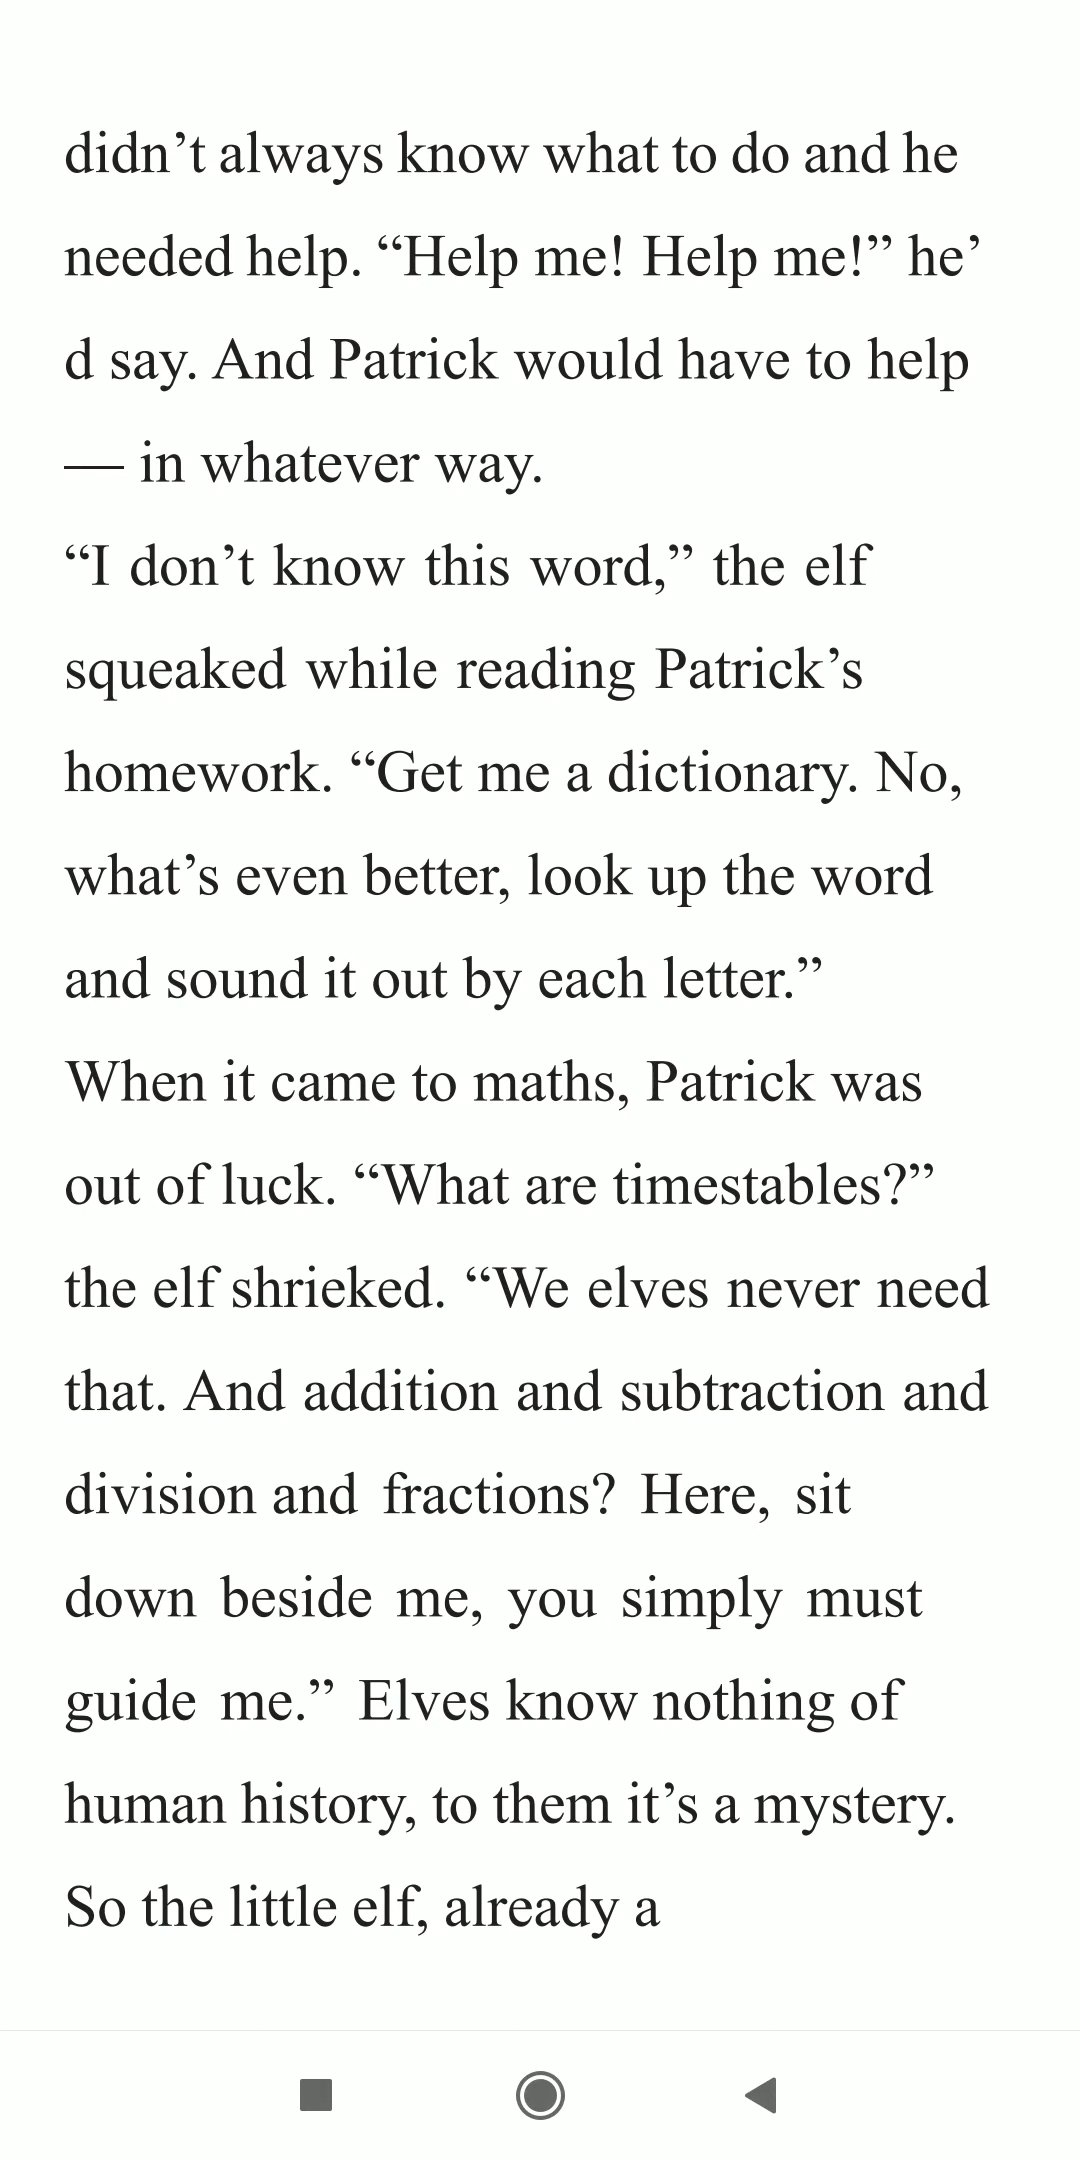 didn’t always know what to do and he
needed help. “Help me! Help me!” he’
d say. And Patrick would have to help
— in whatever way.
“I don’t know this word,” the elf
squeaked while reading Patrick’s
homework. “Get me a dictionary. No,
what’s even better, look up the word
and sound it out by each letter.”
When it came to maths, Patrick was
out of luck. “What are timestables?”
the elf shrieked. “We elves never need
that. And addition and subtraction and
division and fractions? Here, sit
down beside me, you simply must
guide me.” Elves know nothing of
human history, to them it’s a mystery.
So the little elf, already a